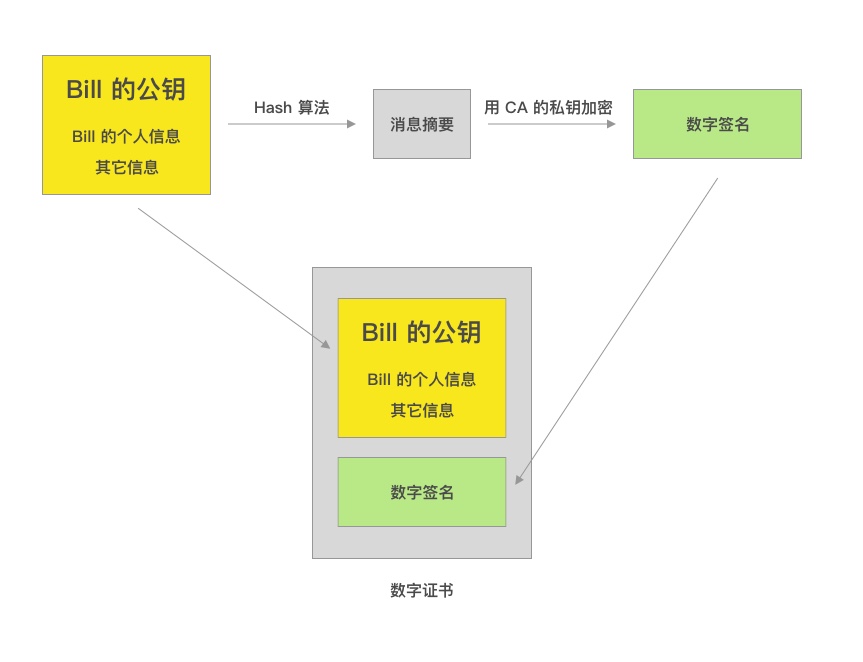 Bill 的公钥
Bill 的个人信息
其它信息
Hash 算法
消息摘要
用 CA 的私钥加密
数字签名
Bill 的公钥
Bill 的个人信息
其它信息
数字签名
数字证书